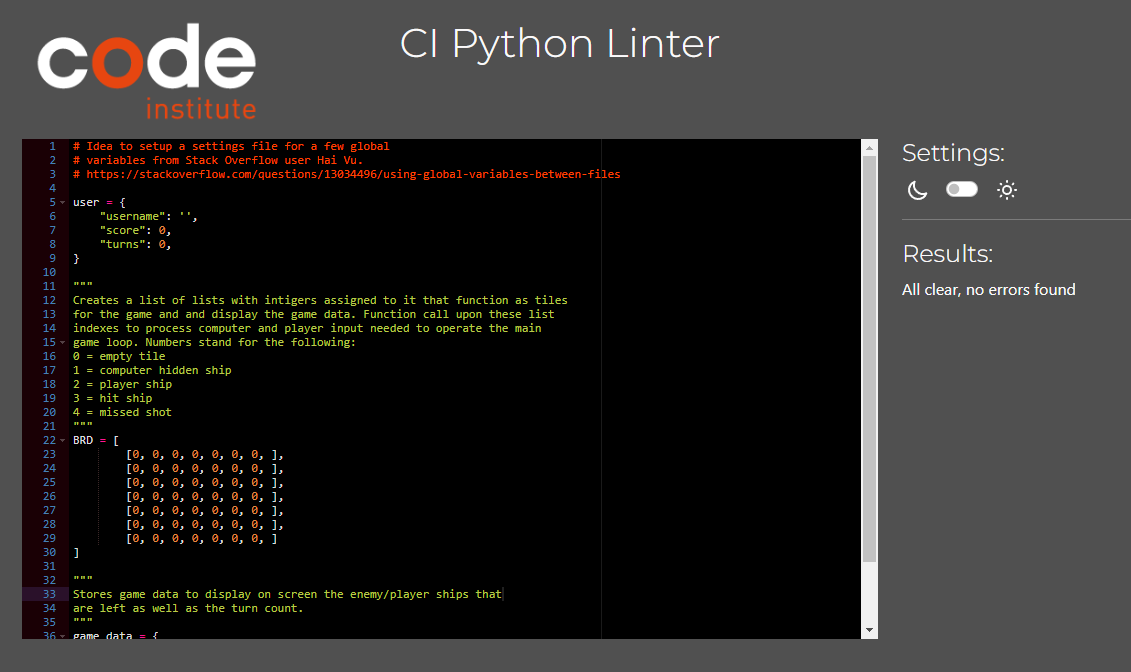 code
institute
CI Python Linter
1 # Idea to setup a settings file for a few global
2 # variables from Stack Overflow user Hai Vu.
3 # https://stackoverflow.com/questions/13034496/using-global-variables-between-files
4
5 user = {
6     "username": '',
7     "score": 0,
8     "turns": 0,
9 }
10
11 """
12 Creates a list of lists with intigers assigned to it that function as tiles
13 for the game and and display the game data. Function call upon these list
14 indexes to process computer and player input needed to operate the main
15 game loop. Numbers stand for the following:
16 0 = empty tile
17 1 = computer hidden ship
18 2 = player ship
19 3 = hit ship
20 4 = missed shot
21 """
22 BRD = [
23         [0, 0, 0, 0, 0, 0, 0, ],
24         [0, 0, 0, 0, 0, 0, 0, ],
25         [0, 0, 0, 0, 0, 0, 0, ],
26         [0, 0, 0, 0, 0, 0, 0, ],
27         [0, 0, 0, 0, 0, 0, 0, ],
28         [0, 0, 0, 0, 0, 0, 0, ],
29         [0, 0, 0, 0, 0, 0, 0, ]
30 ]
31
32 """
33 Stores game data to display on screen the enemy/player ships that
34 are left as well as the turn count.
35 """
36 game_data = {
Settings:
Results:
All clear, no errors found